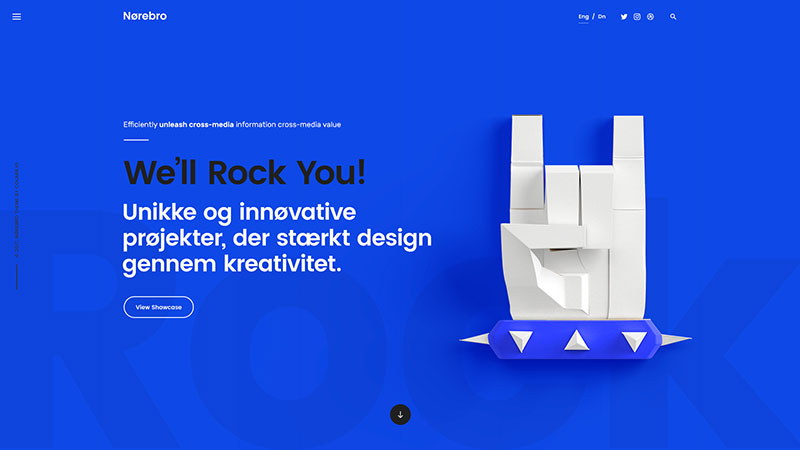 Nørebro
Eng / Dn
Efficiently unleash cross-media information cross-media value
We'll Rock You!
Unikke og innøvative
prøjekter, der stærkt design
gennem kreativitet.
View Showcase
Rock